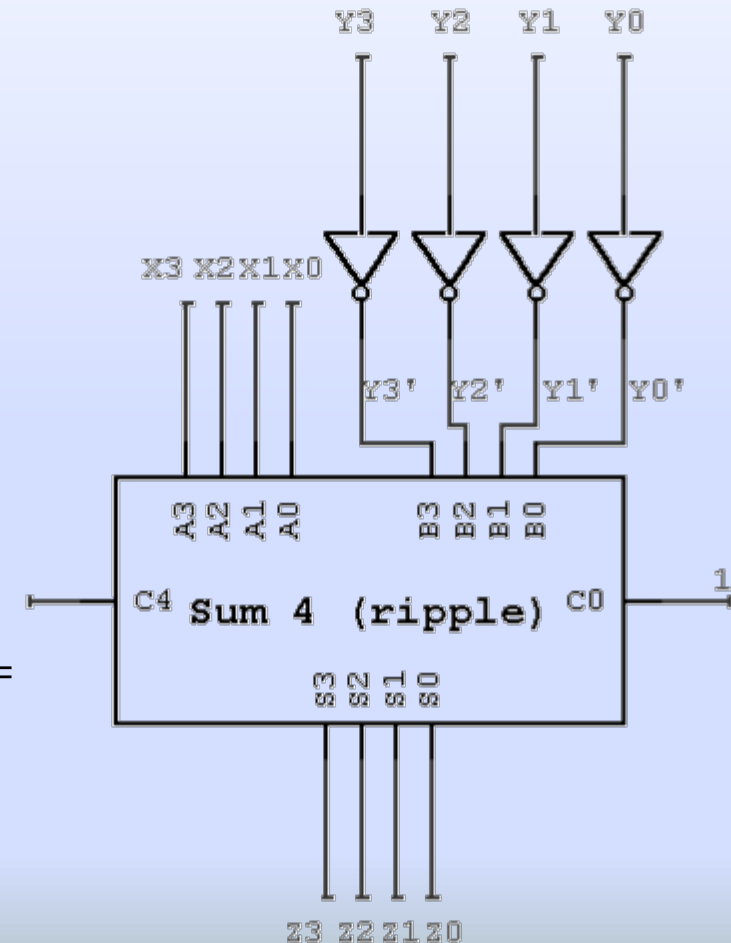 Y3 Y2 Y1 Y0
X3 X2 X1 X0
Y3' Y2' Y1' Y0'
A3 A2 A1 A0 B3 B2 B1 B0
1
C4 Sum 4 (ripple) C0
=
S3 S2 S1 S0
Z3 Z2 Z1 Z0